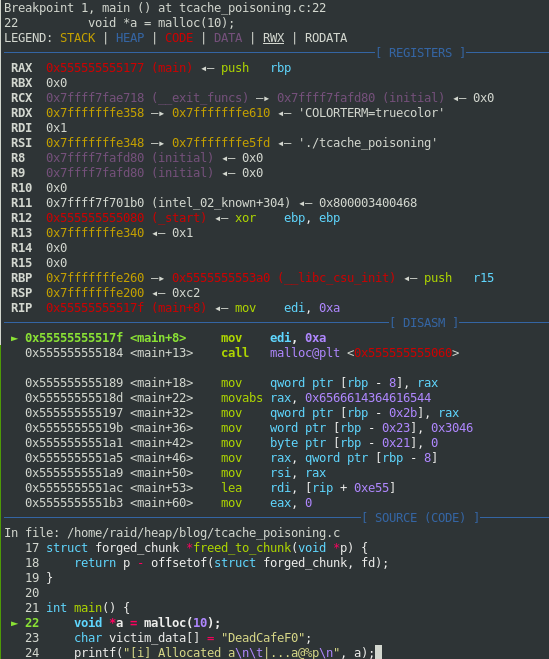 Breakpoint 1, main () at tcache_poisoning.c:22
22          void *a = malloc(10);
LEGEND: STACK | HEAP | CODE | DATA | RWX | RODATA
[ REGISTERS ]
RAX  0x555555555177 (main) ◂— push   rbp
RBX  0x0
RCX  0x7ffff7fae718 (__exit_funcs) —▸ 0x7ffff7fafd80 (initial) ◂— 0x0
RDX  0x7fffffffe358 —▸ 0x7fffffffe610 ◂— 'COLORTERM=truecolor'
RDI  0x1
RSI  0x7fffffffe348 —▸ 0x7fffffffe5fd ◂— './tcache_poisoning'
R8   0x7ffff7fafd80 (initial) ◂— 0x0
R9   0x7ffff7fafd80 (initial) ◂— 0x0
R10  0x0
R11  0x7ffff7f701b0 (intel_02_known+304) ◂— 0x800003400468
R12  0x555555555080 (_start) ◂— xor    ebp, ebp
R13  0x7fffffffe340 ◂— 0x1
R14  0x0
R15  0x0
RBP  0x7fffffffe260 —▸ 0x5555555553a0 (__libc_csu_init) ◂— push   r15
RSP  0x7fffffffe200 ◂— 0xc2
RIP  0x55555555517f (main+8) ◂— mov    edi, 0xa
[ DISASM ]
► 0x55555555517f <main+8>     mov    edi, 0xa
0x555555555184 <main+13>    call   malloc@plt <0x555555555060>
0x555555555189 <main+18>    mov    qword ptr [rbp - 8], rax
0x55555555518d <main+22>    movabs rax, 0x6566614364616544
0x555555555197 <main+32>    mov    qword ptr [rbp - 0x2b], rax
0x55555555519b <main+36>    mov    word ptr [rbp - 0x23], 0x3046
0x5555555551a1 <main+42>    mov    byte ptr [rbp - 0x21], 0
0x5555555551a5 <main+46>    mov    rax, qword ptr [rbp - 8]
0x5555555551a9 <main+50>    mov    rsi, rax
0x5555555551ac <main+53>    lea    rdi, [rip + 0xe55]
0x5555555551b3 <main+60>    mov    eax, 0
[ SOURCE (CODE) ]
In file: /home/raid/heap/blog/tcache_poisoning.c
17 struct forged_chunk *freed_to_chunk(void *p) {
18     return p - offsetof(struct forged_chunk, fd);
19 }
20
21 int main() {
► 22     void *a = malloc(10);
23     char victim_data[] = "DeadCafeF0";
24     printf("[i] Allocated a\n\t|...a@%p\n", a);